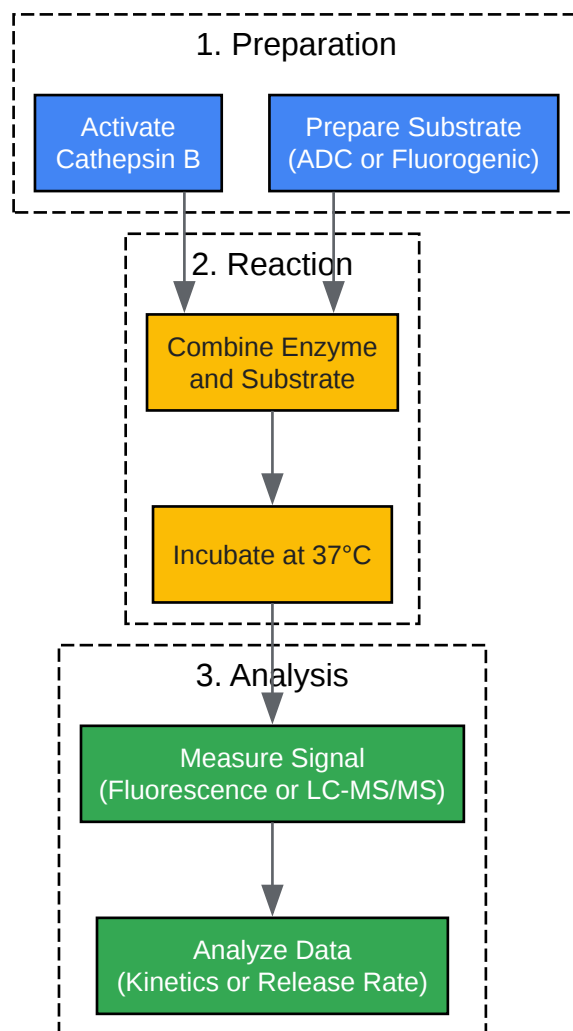 1. Preparation
Activate
Cathepsin B
Prepare Substrate
(ADC or Fluorogenic)
2. Reaction
Combine Enzyme
and Substrate
Incubate at 37°C
3. Analysis
Measure Signal
(Fluorescence or LC-MS/MS)
Analyze Data
(Kinetics or Release Rate)